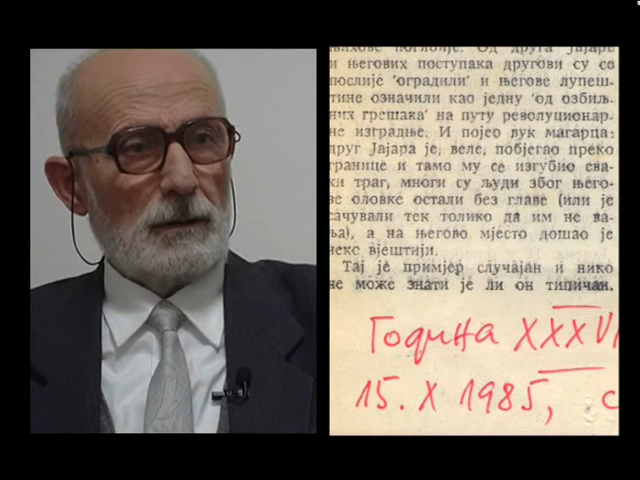 њихове погибије. Од друга Јајаре
и његових поступака другови су се
послије 'оградили' и његове лупеш-
тине означили као једну 'од озбиљ-
них грешака' на путу револуционар-
не изградње. И појео вук магарца:
друг Јајара је, веле, побјегао преко
границе и тамо му се изгубио сва-
ки траг, многи су људи због њего-
ве оловке остали без главе (или је
сачували тек толико да им не ва-
ља), а на његово мјесто дошао је
неко вјештији.
Тај је примјер случајан и нико
не може знати је ли он типичан.
Година XXXVI
15. X 1985, с